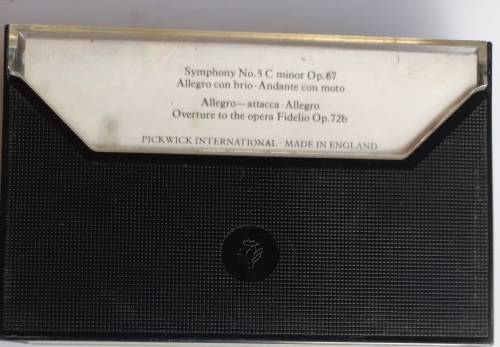 Symphony No. 5 C minor Op. 67
Allegro con brio · Andante con moto
Allegro — attacca · Allegro
Overture to the opera Fidelio Op. 72b
PICKWICK INTERNATIONAL · MADE IN ENGLAND